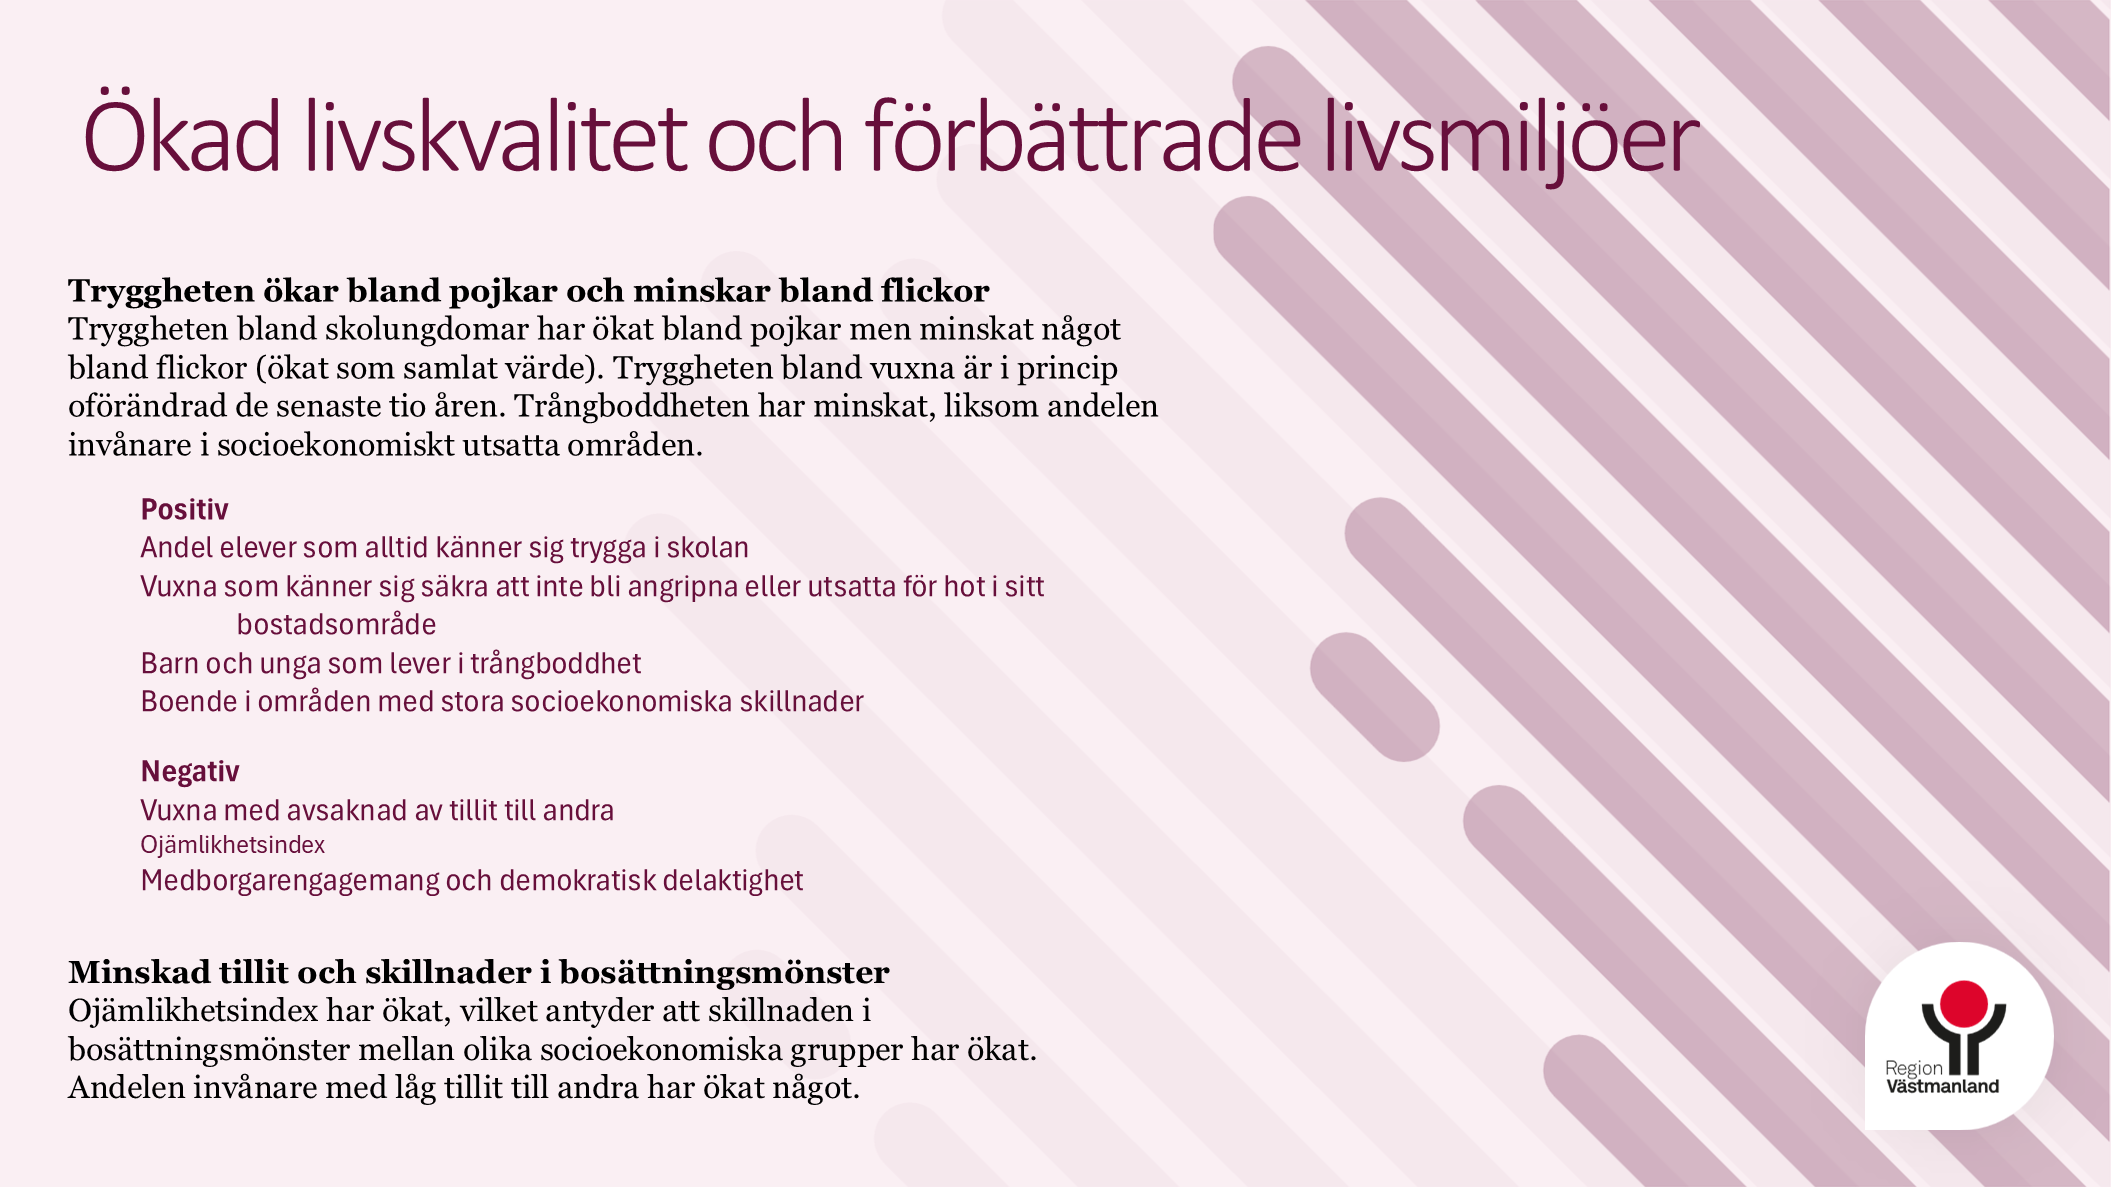 Ökad livskvalitet och förbättrade livsmiljöer
Tryggheten ökar bland pojkar och minskar bland flickor
Tryggheten bland skolungdomar har ökat bland pojkar men minskat något
bland flickor (ökat som samlat värde). Tryggheten bland vuxna är i princip
oförändrad de senaste tio åren. Trångboddheten har minskat, liksom andelen
invånare i socioekonomiskt utsatta områden.
Positiv
Andel elever som alltid känner sig trygga i skolan
Vuxna som känner sig säkra att inte bli angripna eller utsatta för hot i sitt
bostadsområde
Barn och unga som lever i trångboddhet
Boende i områden med stora socioekonomiska skillnader
Negativ
Vuxna med avsaknad av tillit till andra
Ojämlikhetsindex
Medborgarengagemang och demokratisk delaktighet
Minskad tillit och skillnader i bosättningsmönster
Ojämlikhetsindex har ökat, vilket antyder att skillnaden i
bosättningsmönster mellan olika socioekonomiska grupper har ökat.
Andelen invånare med låg tillit till andra har ökat något.
Region
Västmanland